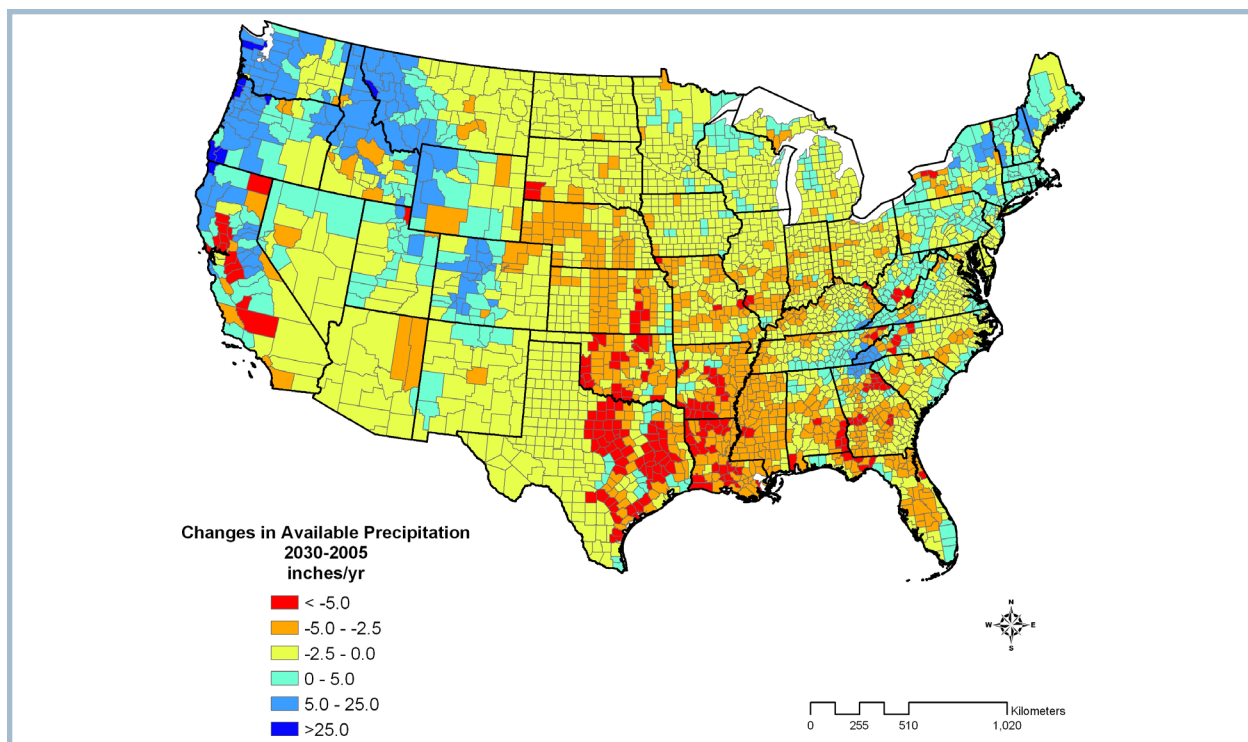 Changes in Available Precipitation
2030-2005
inches/yr
< -5.0
-5.0 - -2.5
-2.5 - 0.0
0 - 5.0
5.0 - 25.0
>25.0
N
W E
S
Kilometers
0 255 510 1,020